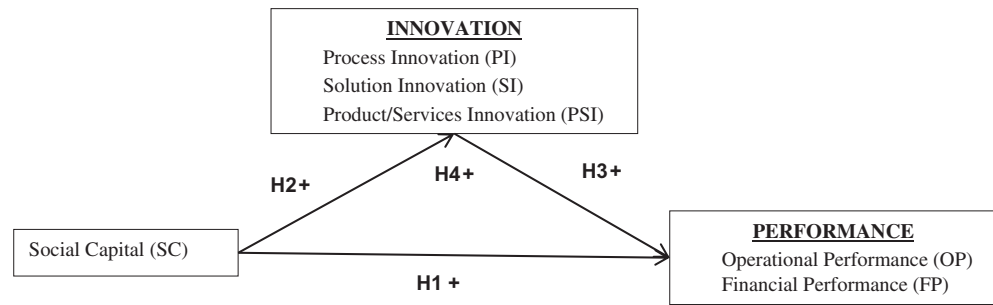 INNOVATION
Process Innovation (PI)
Solution Innovation (SI)
Product/Services Innovation (PSI)
H2+
H4+
H3+
Social Capital (SC)
H1 +
PERFORMANCE
Operational Performance (OP)
Financial Performance (FP)